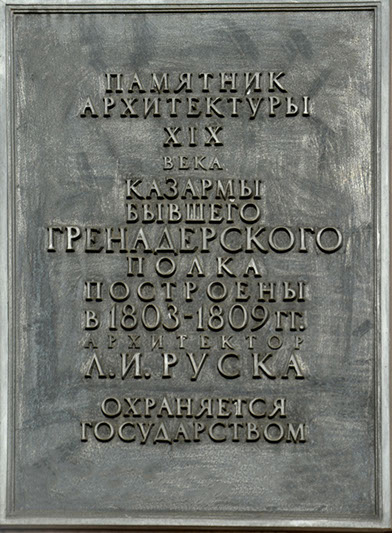 ПАМЯТНИК
АРХИТЕКТУРЫ
XIX
ВЕКА
КАЗАРМЫ
БЫВШЕГО
ГРЕНАДЕРСКОГО
ПОЛКА
ПОСТРОЕНЫ
В 1803-1809 ГГ.
АРХИТЕКТОР
Л.И. РУСКА
ОХРАНЯЕТСЯ
ГОСУДАРСТВОМ